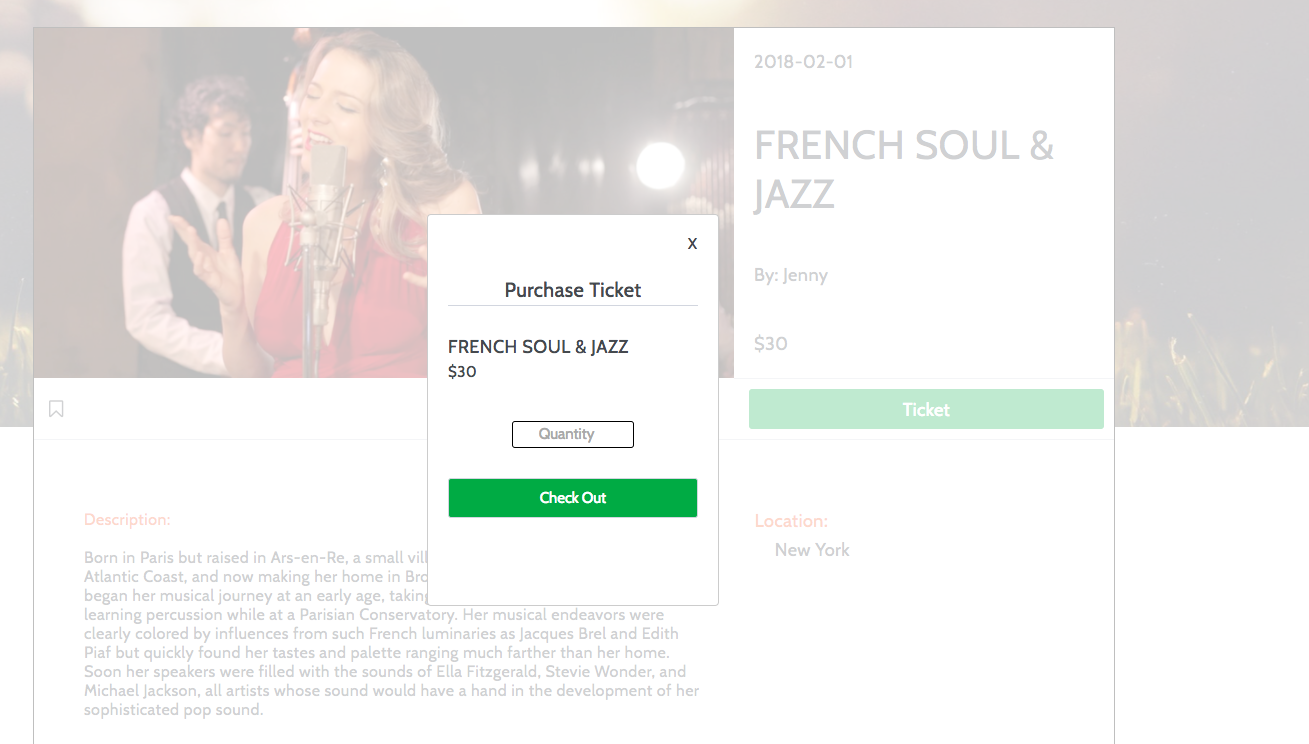 2018-02-01
FRENCH SOUL &
JAZZ
By: Jenny
$30
Ticket
X
Purchase Ticket
FRENCH SOUL & JAZZ
$30
Quantity
Check Out
Description:
Born in Paris but raised in Ars-en-Re, a small
Atlantic Coast, and now making her home in
began her musical journey at an early age,
learning percussion while at a Parisian Conservatory. Her musical endeavors were
clearly colored by influences from such French luminaries as Jacques Brel and Edith
Piaf but quickly found her tastes and palette ranging much farther than her home.
Soon her speakers were filled with the sounds of Ella Fitzgerald, Stevie Wonder, and
Michael Jackson, all artists whose sound would have a hand in the development of her
sophisticated pop sound.
Location:
New York